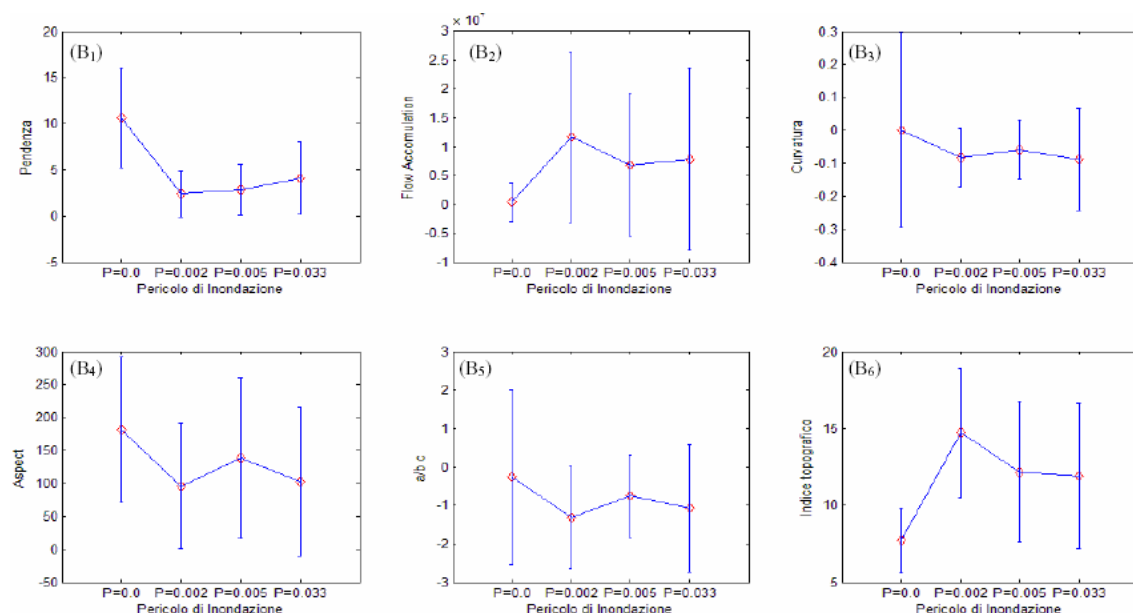 (B₁)
20
15
10
5
0
-5
Pendenza
P=0.0 P=0.002 P=0.005 P=0.033
Pericolo di Inondazione
(B₂)
× 10⁷
3
2.5
2
1.5
1
0.5
0
-0.5
-1
Flow Accumulation
P=0.0 P=0.002 P=0.005 P=0.033
Pericolo di Inondazione
(B₃)
0.3
0.2
0.1
0
-0.1
-0.2
-0.3
-0.4
Curvatura
P=0.0 P=0.002 P=0.005 P=0.033
Pericolo di Inondazione
(B₄)
300
250
200
150
100
50
0
-50
Aspect
P=0.0 P=0.002 P=0.005 P=0.033
Pericolo di Inondazione
(B₅)
3
2
1
0
-1
-2
-3
a/b c
P=0.0 P=0.002 P=0.005 P=0.033
Pericolo di Inondazione
(B₆)
20
15
10
5
Indice topografico
P=0.0 P=0.002 P=0.005 P=0.033
Pericolo di Inondazione